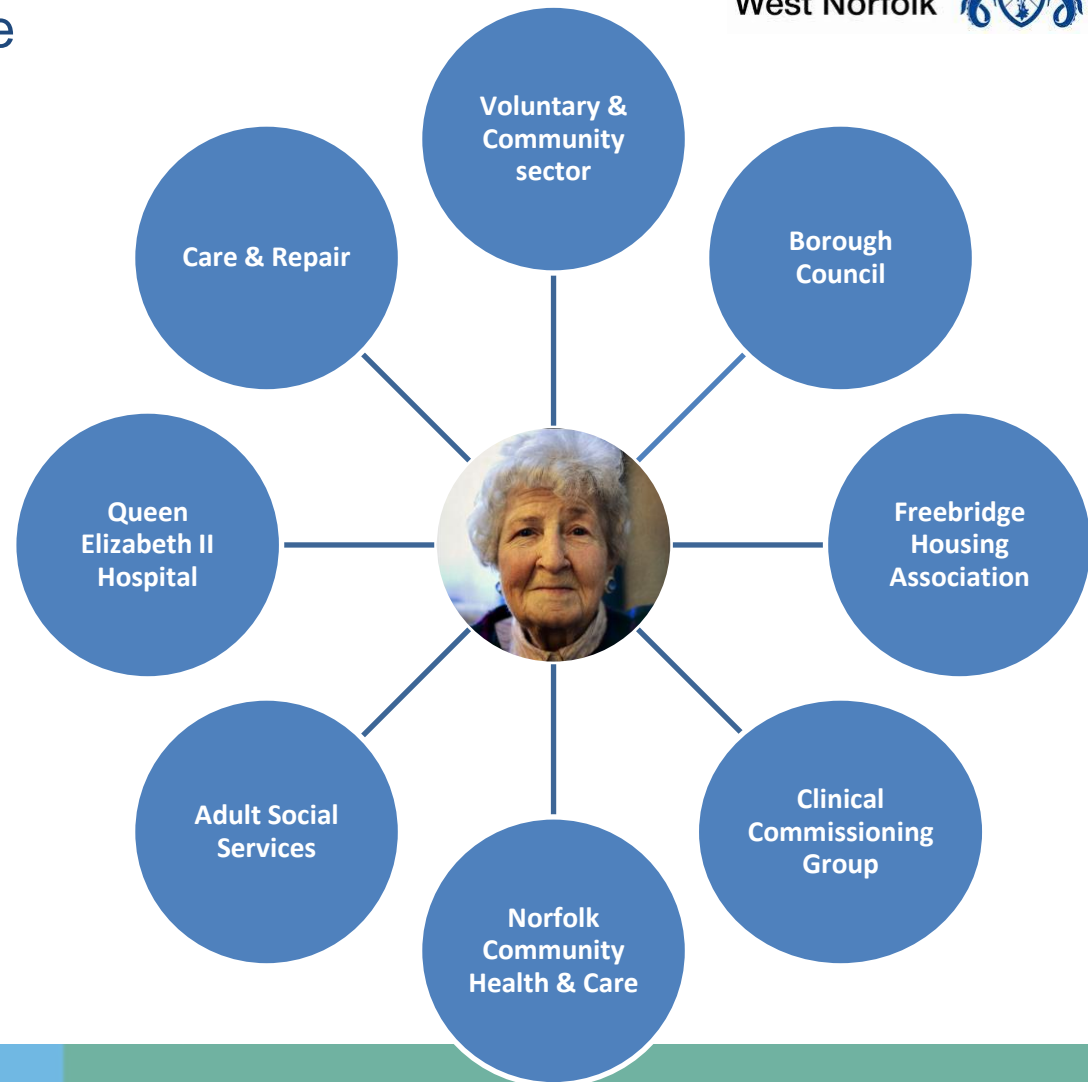 e
West Norfolk
Voluntary &
Community
sector
Care & Repair
Borough
Council
Queen
Elizabeth II
Hospital
Freebridge
Housing
Association
Adult Social
Services
Clinical
Commissioning
Group
Norfolk
Community
Health & Care